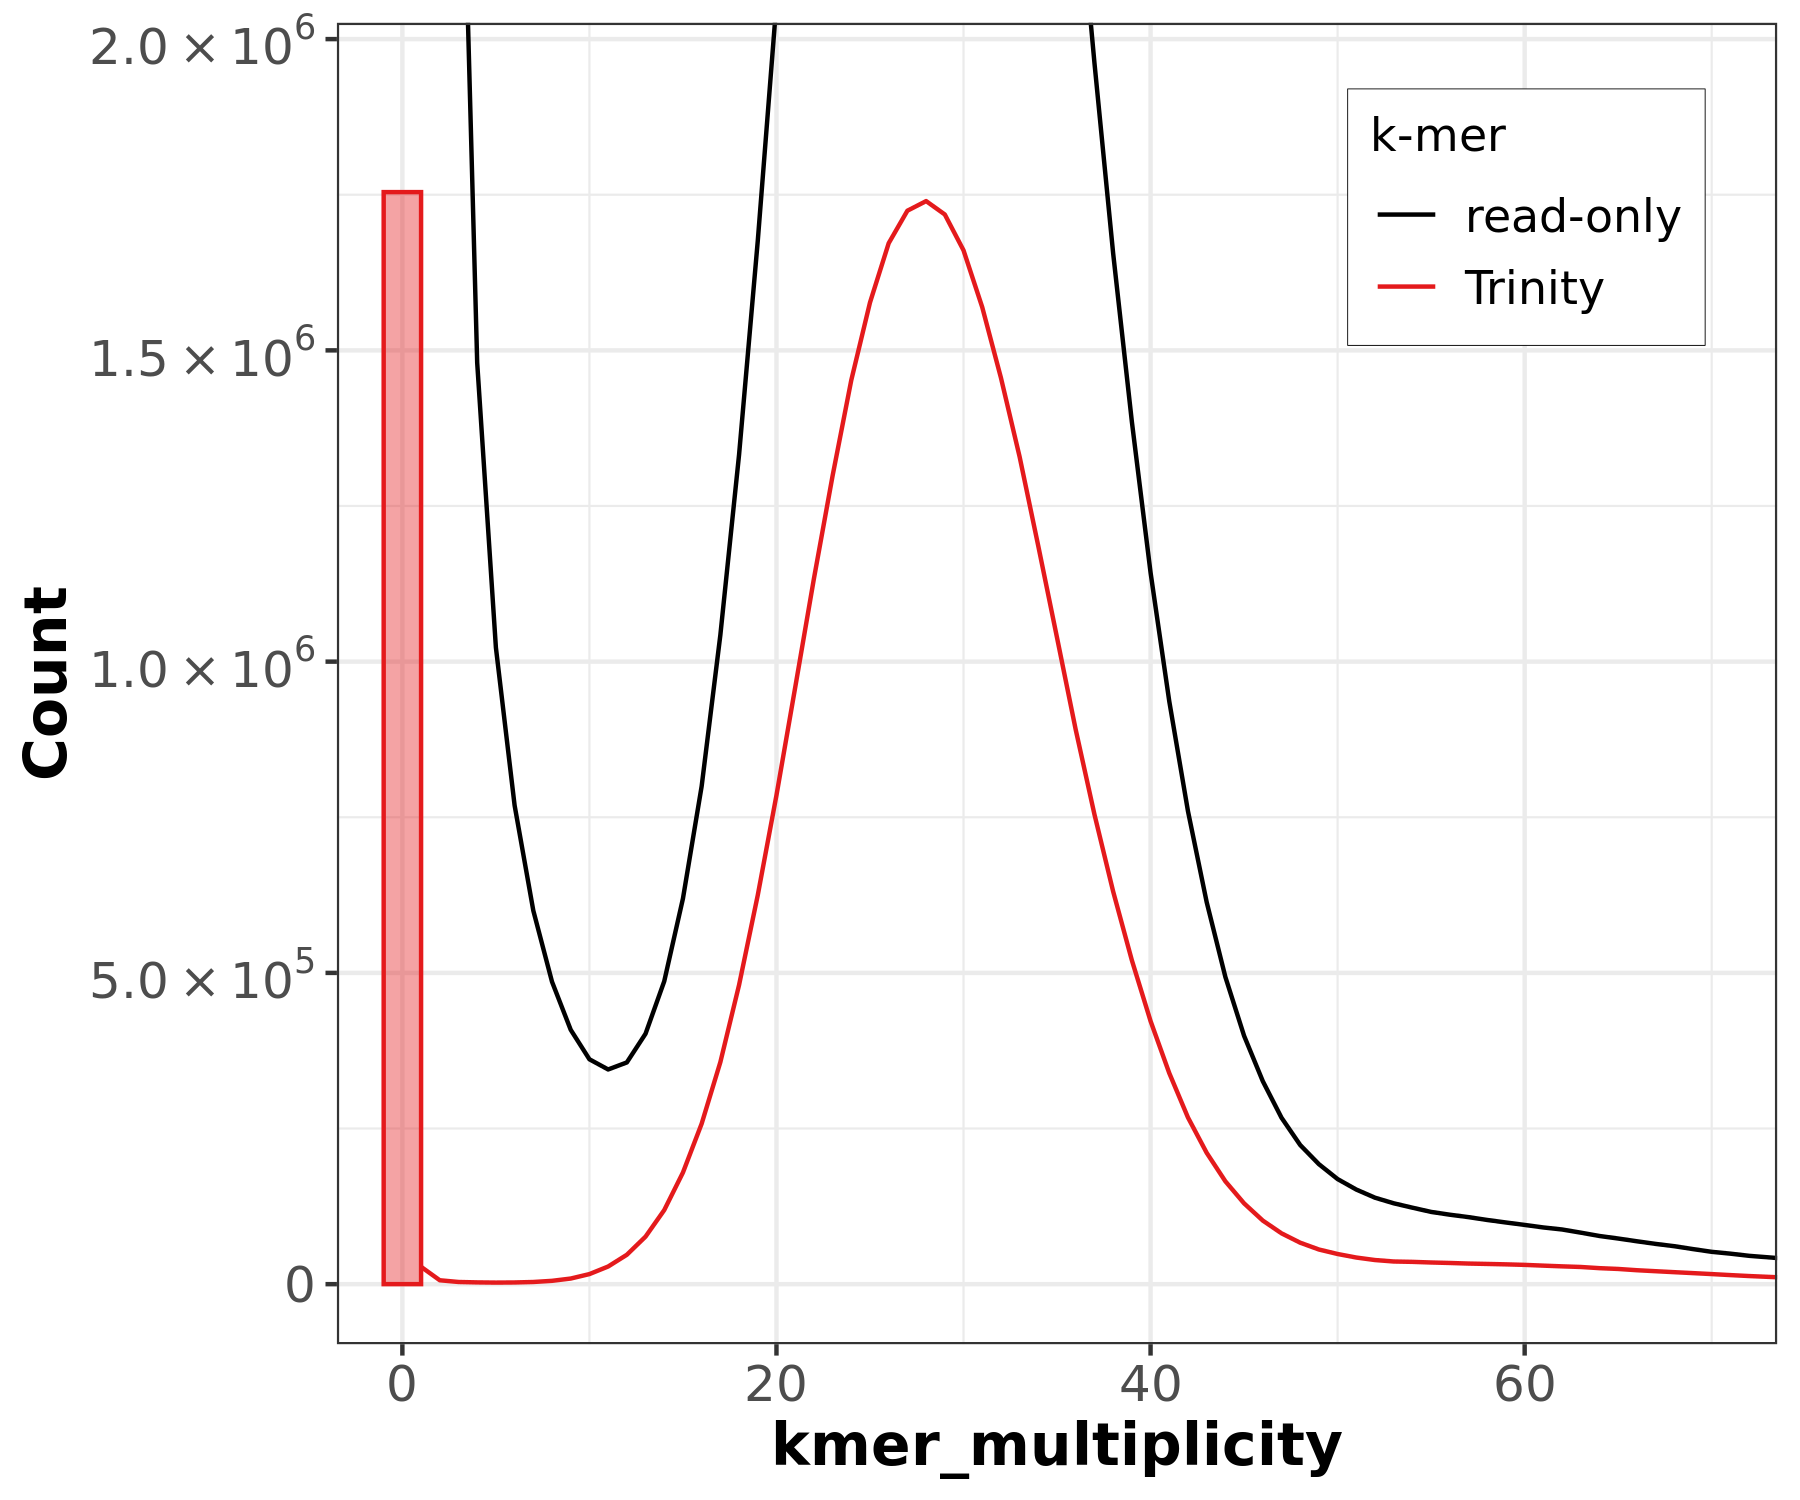 2.0 × 10⁶
1.5 × 10⁶
1.0 × 10⁶
5.0 × 10⁵
0
Count
k-mer
read-only
Trinity
0 20 40 60
kmer_multiplicity